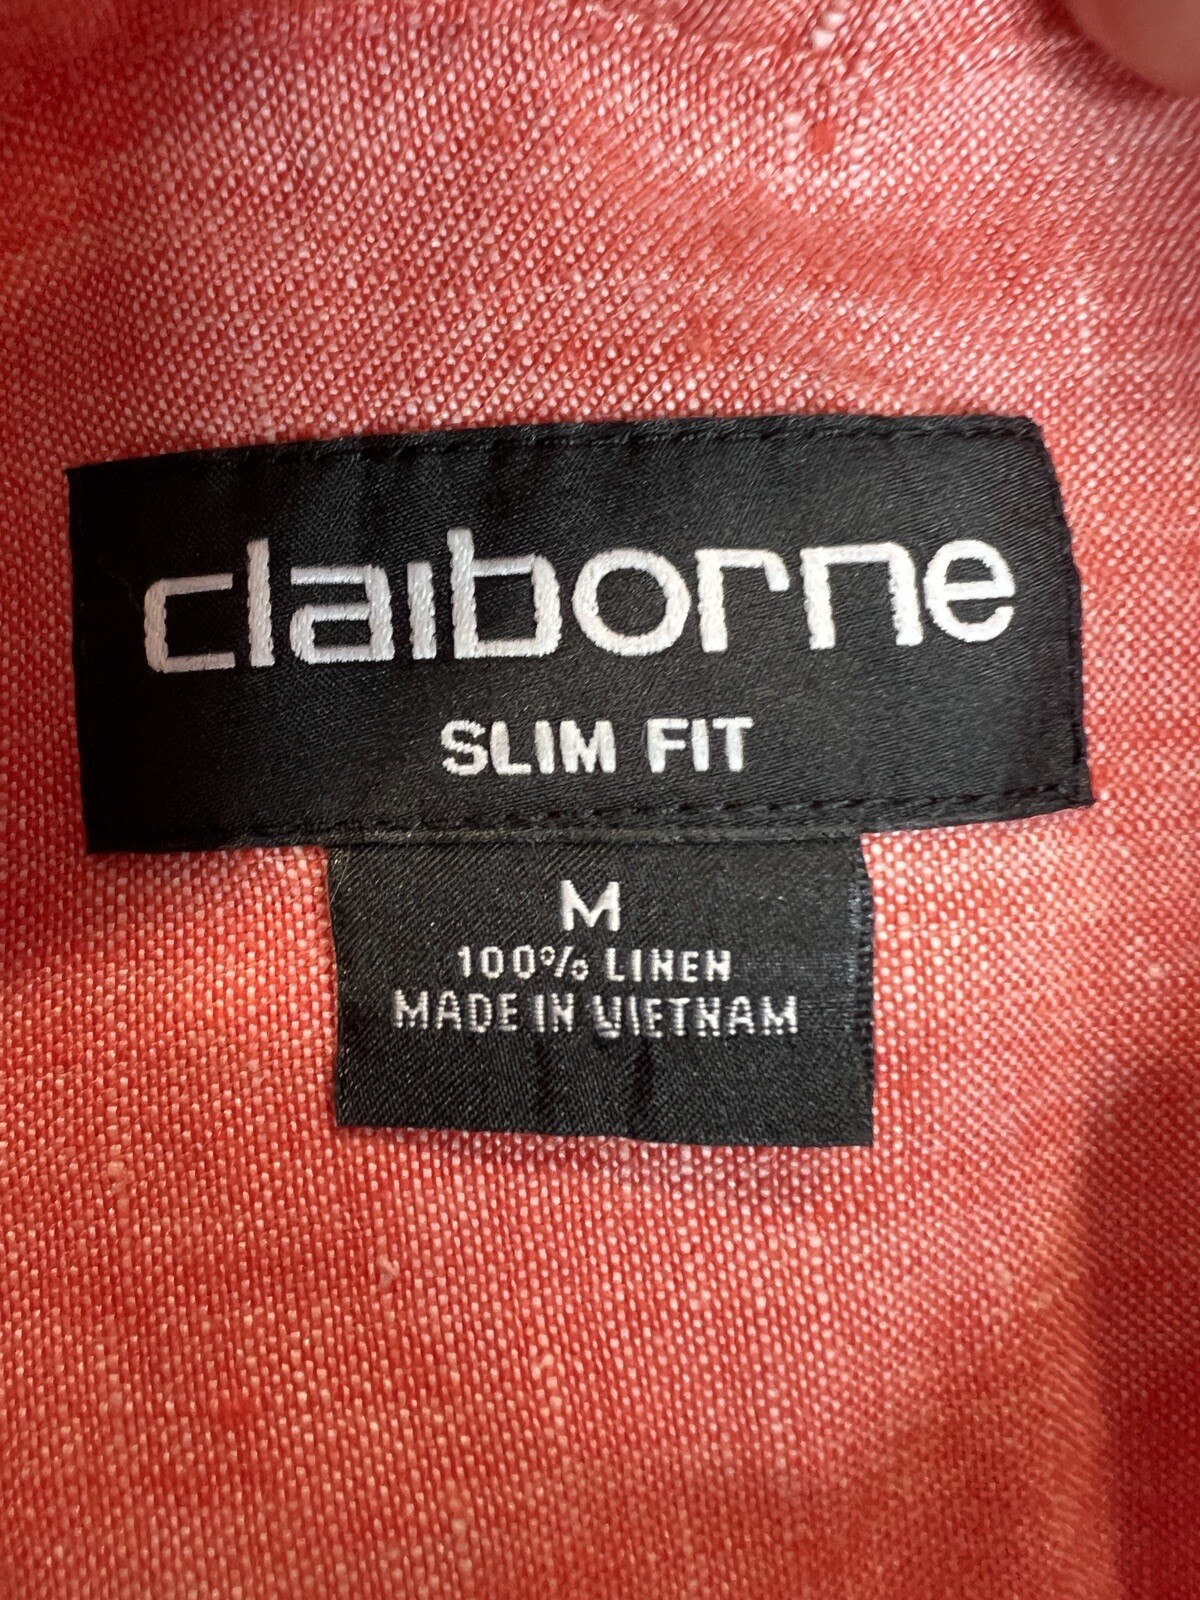 claiborne
SLIM FIT
M
100% LINEN
MADE IN VIETNAM